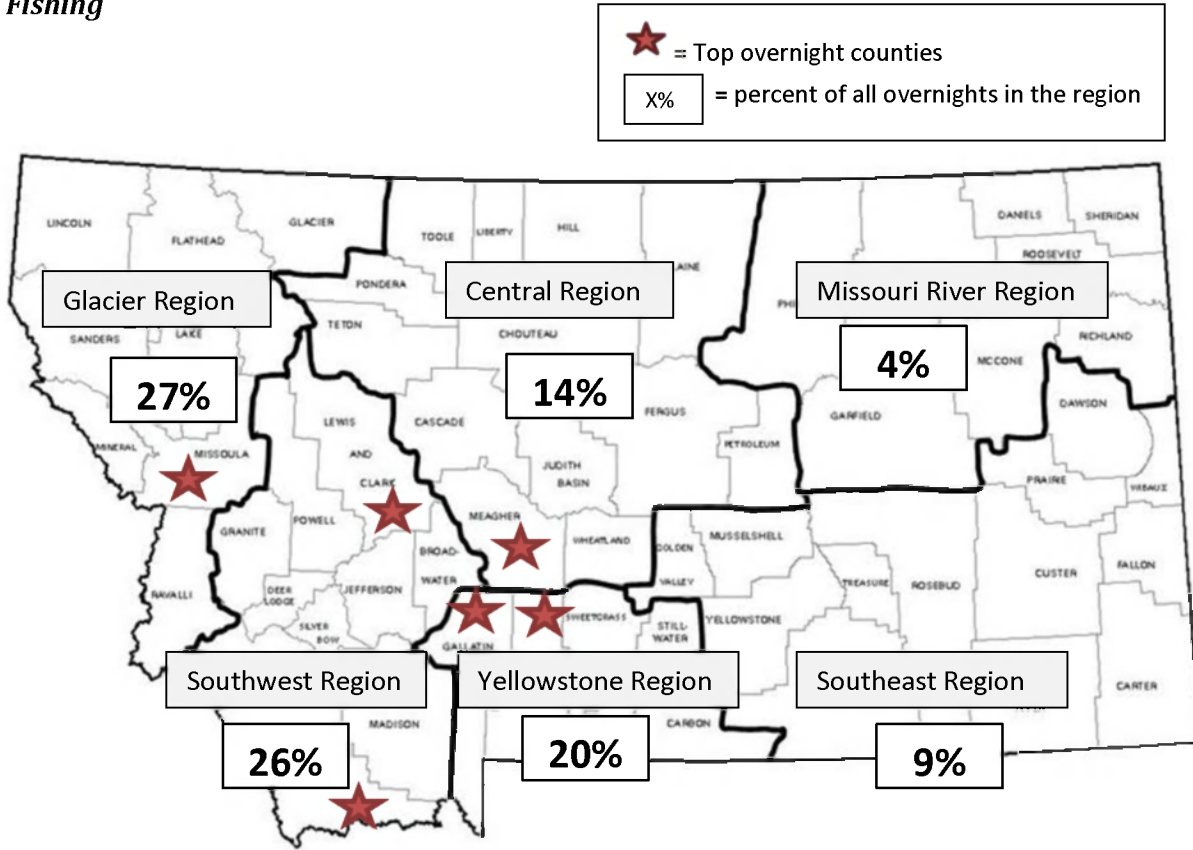 Fishing
= Top overnight counties
X% = percent of all overnights in the region
LINCOLN
FLATHEAD
GLACIER
TOOLE
LIBERTY
HILL
LAINE
DANIELS
SHERIDAN
ROOSEVELT
PONDERA
Glacier Region
Central Region
Missouri River Region
PHI
TETON
CHOUTEAU
SANDERS
LAKE
RICHLAND
MCCONE
27%
14%
4%
DAWSON
LEWIS
AND
CLARK
CASCADE
FERGUS
GARFIELD
MINERAL
MISSOULA
JUDITH
BASIN
PETROLEUM
PRAIRIE
WIBAUX
GRANITE
POWELL
MEAGHER
WHEATLAND
GOLDEN
VALLEY
MUSSELSHELL
BROAD-
WATER
RAVALLI
DEER
LODGE
JEFFERSON
TREASURE
ROSEBUD
CUSTER
FALLON
SILVER
BOW
GALLATIN
SWEETGRASS
STILL-
WATER
YELLOWSTONE
Southwest Region
Yellowstone Region
Southeast Region
CARTER
MADISON
CARBON
26%
20%
9%